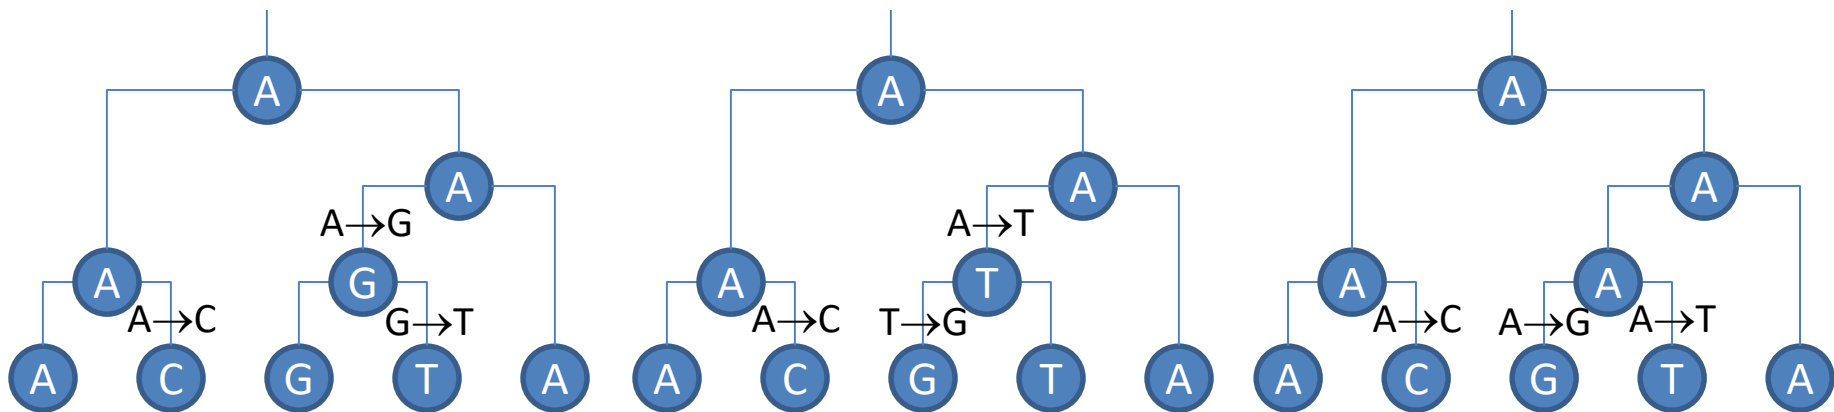 A A A
A A A
A→G A→T
A G A T A A
A→C G→T A→C T→G A→C A→G A→T
A C G T A A C G T A A C G T A